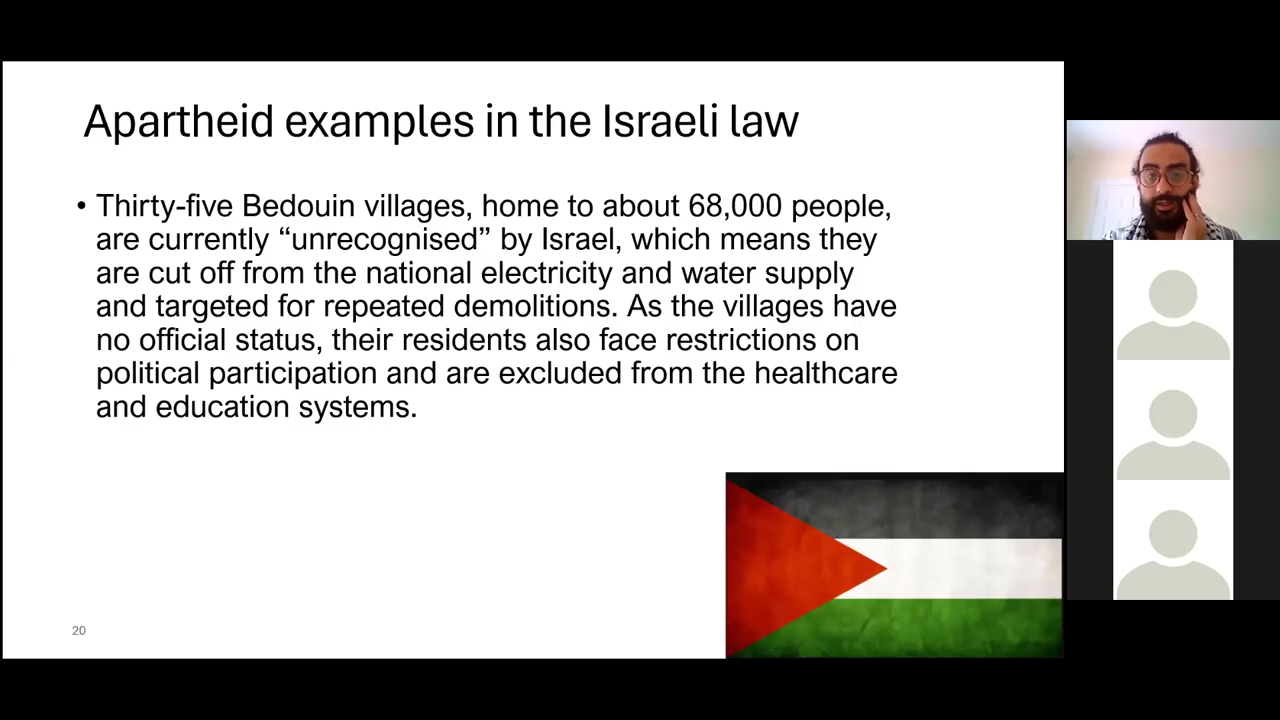 Apartheid examples in the Israeli law
• Thirty-five Bedouin villages, home to about 68,000 people,
are currently “unrecognised” by Israel, which means they
are cut off from the national electricity and water supply
and targeted for repeated demolitions. As the villages have
no official status, their residents also face restrictions on
political participation and are excluded from the healthcare
and education systems.
20